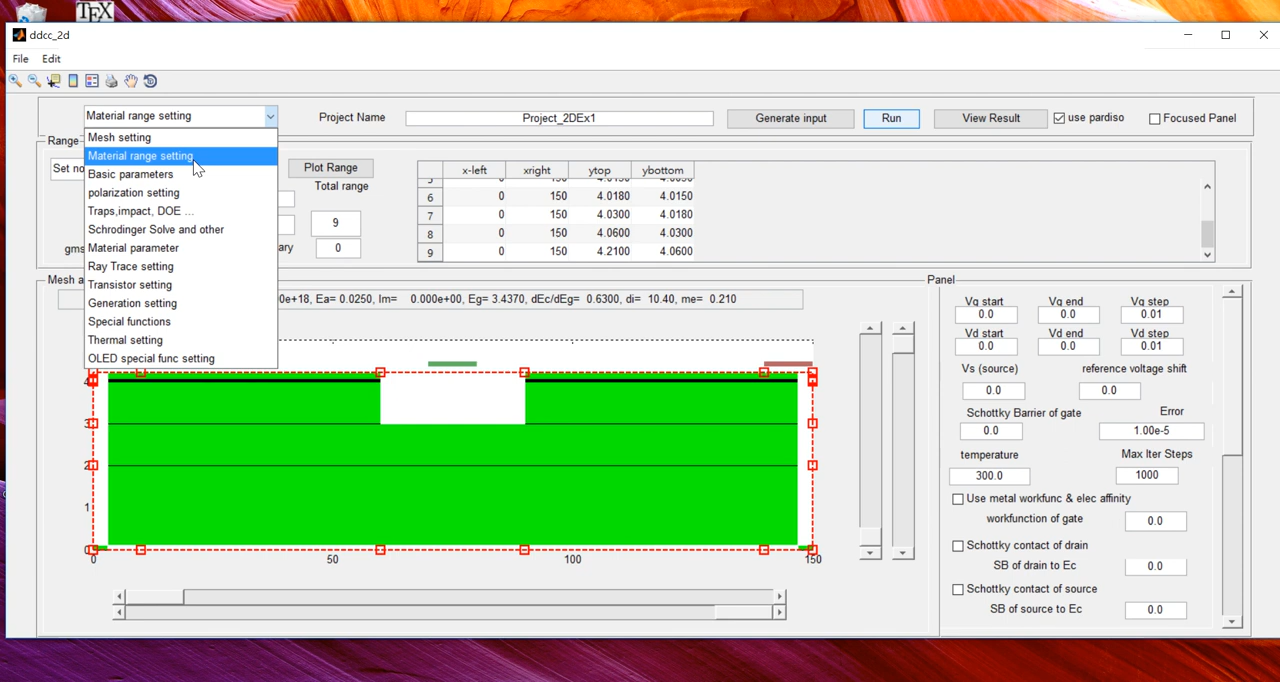 TEX
ddcc_2d
File Edit
Material range setting
Project Name
Project_2DEx1
Generate input
Run
View Result
use pardiso
Focused Panel
Mesh setting
Material range setting
Basic parameters
polarization setting
Traps,impact, DOE ...
Schrodinger Solve and other
Material parameter
Ray Trace setting
Transistor setting
Generation setting
Special functions
Thermal setting
OLED special func setting
Range
Set no
Plot Range
Total range
9
0
gms
ary
x-left xright ytop ybottom
6 0 150 4.0180 4.0150
7 0 150 4.0300 4.0180
8 0 150 4.0600 4.0300
9 0 150 4.2100 4.0600
Mesh a
0e+18, Ea= 0.0250, Im= 0.000e+00, Eg= 3.4370, dEc/dEg= 0.6300, di= 10.40, me= 0.210
4
3
2
1
0
0 50 100 150
Panel
Vg start Vg end Vg step
0.0 0.0 0.01
Vd start Vd end Vd step
0.0 0.0 0.01
Vs (source) reference voltage shift
0.0 0.0
Schottky Barrier of gate Error
0.0 1.00e-5
temperature Max Iter Steps
300.0 1000
Use metal workfunc & elec affinity
workfunction of gate 0.0
Schottky contact of drain
SB of drain to Ec 0.0
Schottky contact of source
SB of source to Ec 0.0